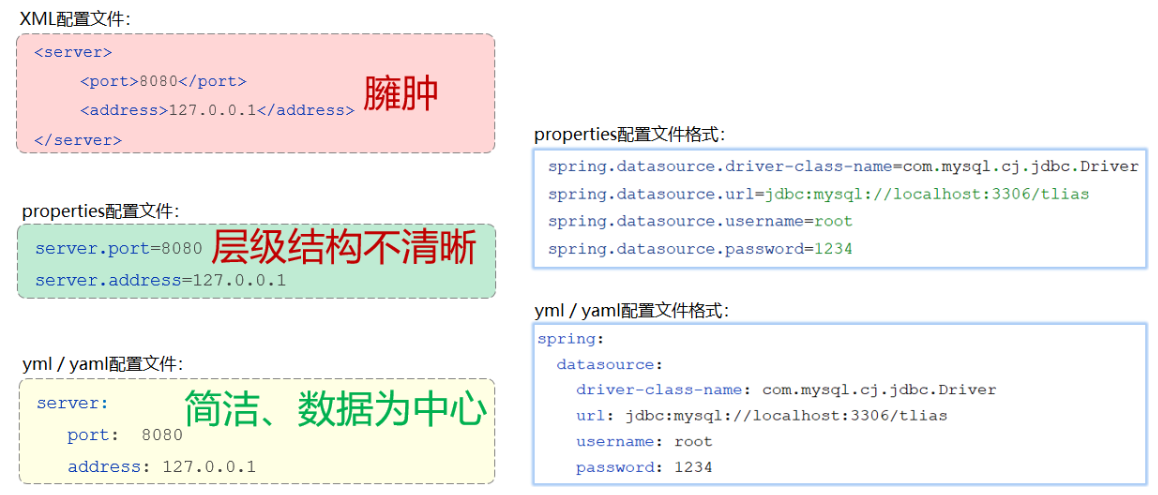 XML配置文件：
<server>
<port>8080</port>
<address>127.0.0.1</address>
</server>
臃肿
properties配置文件：
server.port=8080
server.address=127.0.0.1
层级结构不清晰
yml / yaml配置文件：
server:
port: 8080
address: 127.0.0.1
简洁、数据为中心
properties配置文件格式：
spring.datasource.driver-class-name=com.mysql.cj.jdbc.Driver
spring.datasource.url=jdbc:mysql://localhost:3306/tlias
spring.datasource.username=root
spring.datasource.password=1234
yml / yaml配置文件格式：
spring:
datasource:
driver-class-name: com.mysql.cj.jdbc.Driver
url: jdbc:mysql://localhost:3306/tlias
username: root
password: 1234